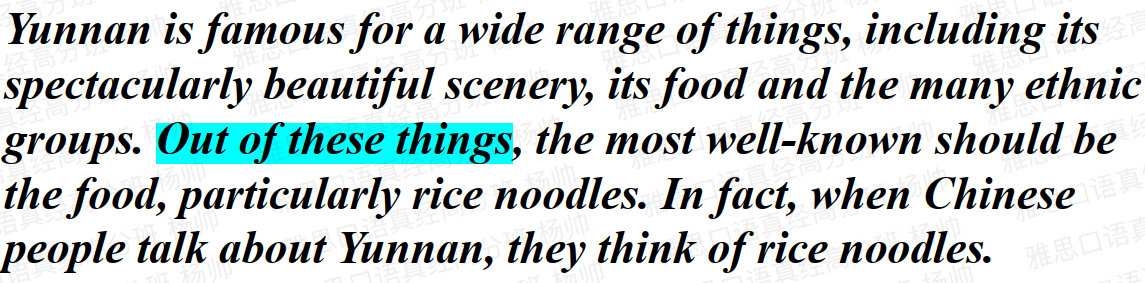 Yunnan is famous for a wide range of things, including its
spectacularly beautiful scenery, its food and the many ethnic
groups. Out of these things, the most well-known should be
the food, particularly rice noodles. In fact, when Chinese
people talk about Yunnan, they think of rice noodles.